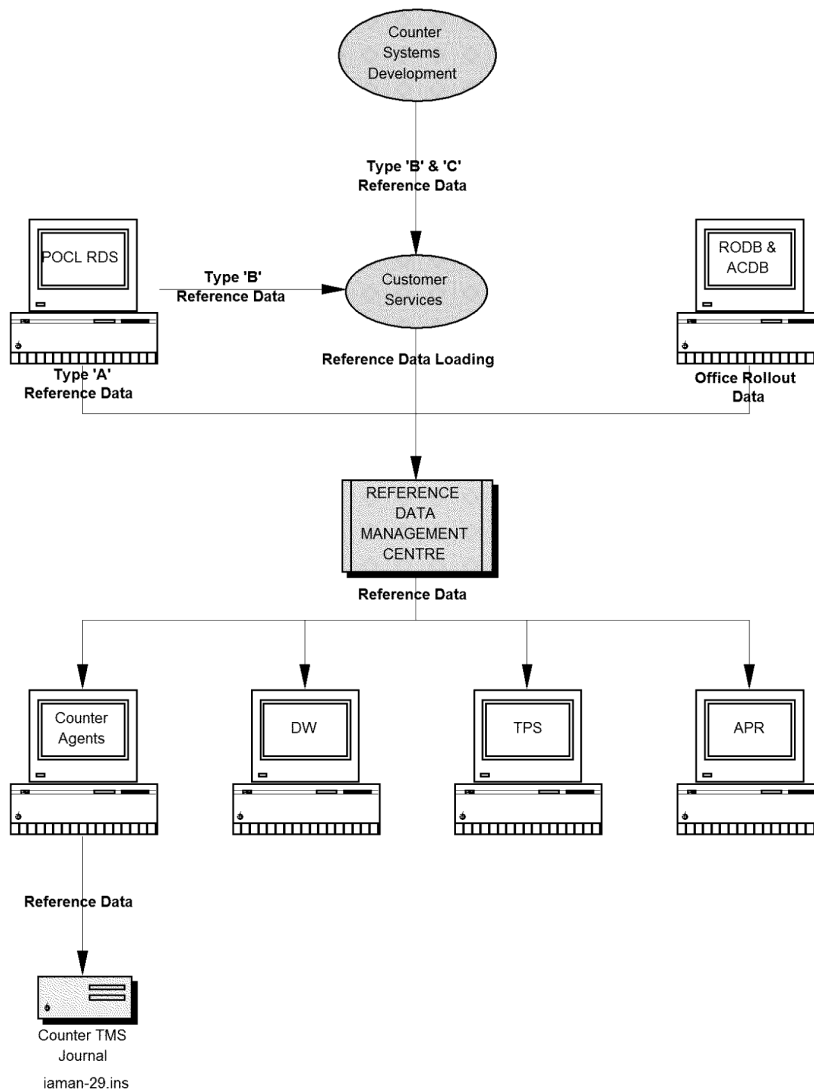 Counter
Systems
Development
Type 'B' & 'C'
Reference Data
POCL RDS
Type 'B'
Reference Data
Customer
Services
RODB &
ACDB
Reference Data Loading
Type 'A'
Reference Data
Office Rollout
Data
REFERENCE
DATA
MANAGEMENT
CENTRE
Reference Data
Counter
Agents
DW
TPS
APR
Reference Data
Counter TMS
Journal
iaman-29.ins